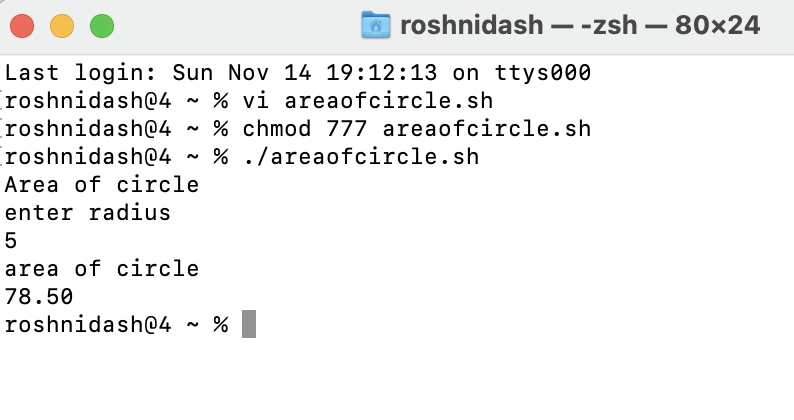 roshnidash — -zsh — 80×24
Last login: Sun Nov 14 19:12:13 on ttys000
[roshnidash@4 ~ % vi areaofcircle.sh
[roshnidash@4 ~ % chmod 777 areaofcircle.sh
[roshnidash@4 ~ % ./areaofcircle.sh
Area of circle
enter radius
5
area of circle
78.50
roshnidash@4 ~ %